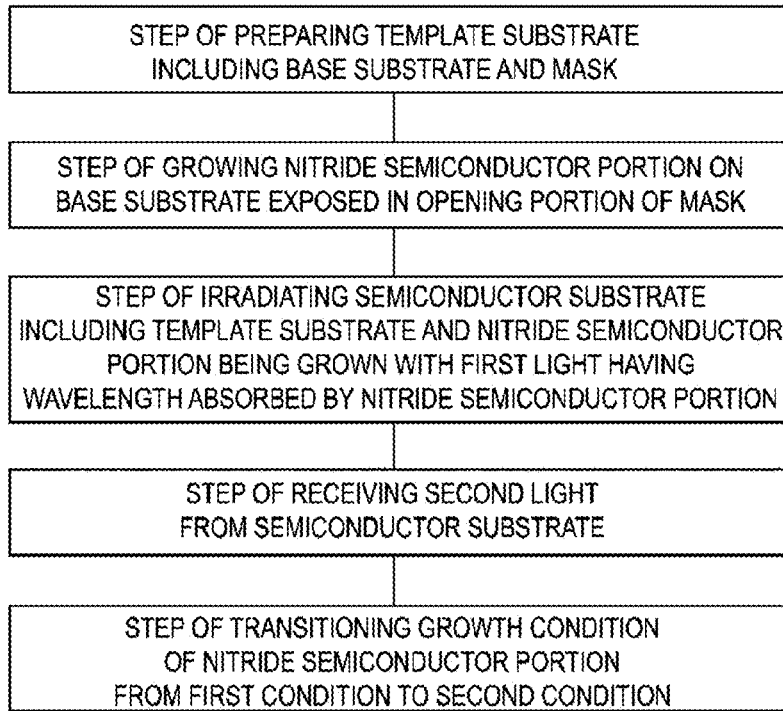 STEP OF PREPARING TEMPLATE SUBSTRATE
INCLUDING BASE SUBSTRATE AND MASK
STEP OF GROWING NITRIDE SEMICONDUCTOR PORTION ON
BASE SUBSTRATE EXPOSED IN OPENING PORTION OF MASK
STEP OF IRRADIATING SEMICONDUCTOR SUBSTRATE
INCLUDING TEMPLATE SUBSTRATE AND NITRIDE SEMICONDUCTOR
PORTION BEING GROWN WITH FIRST LIGHT HAVING
WAVELENGTH ABSORBED BY NITRIDE SEMICONDUCTOR PORTION
STEP OF RECEIVING SECOND LIGHT
FROM SEMICONDUCTOR SUBSTRATE
STEP OF TRANSITIONING GROWTH CONDITION
OF NITRIDE SEMICONDUCTOR PORTION
FROM FIRST CONDITION TO SECOND CONDITION